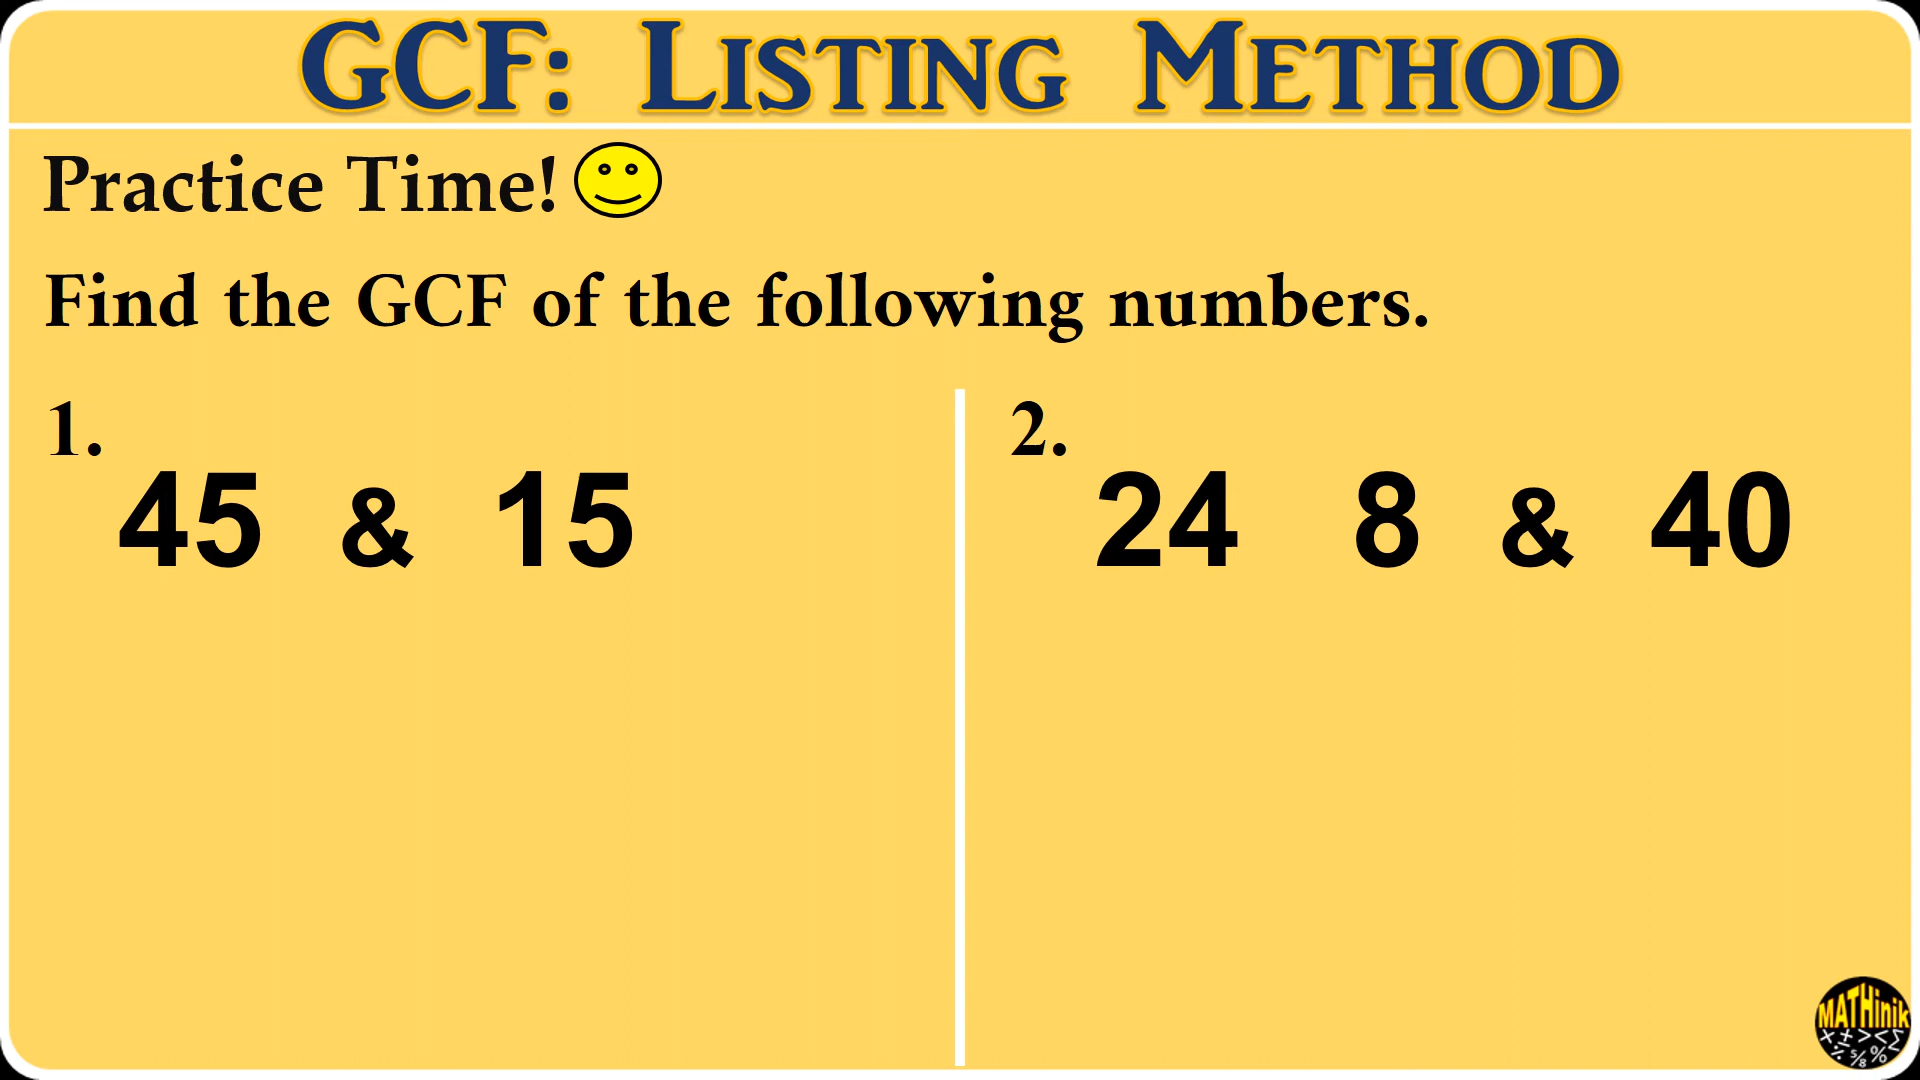 GCF: LISTING METHOD
Practice Time!
Find the GCF of the following numbers.
1.
45 & 15
2.
24 8 & 40
MATHinik